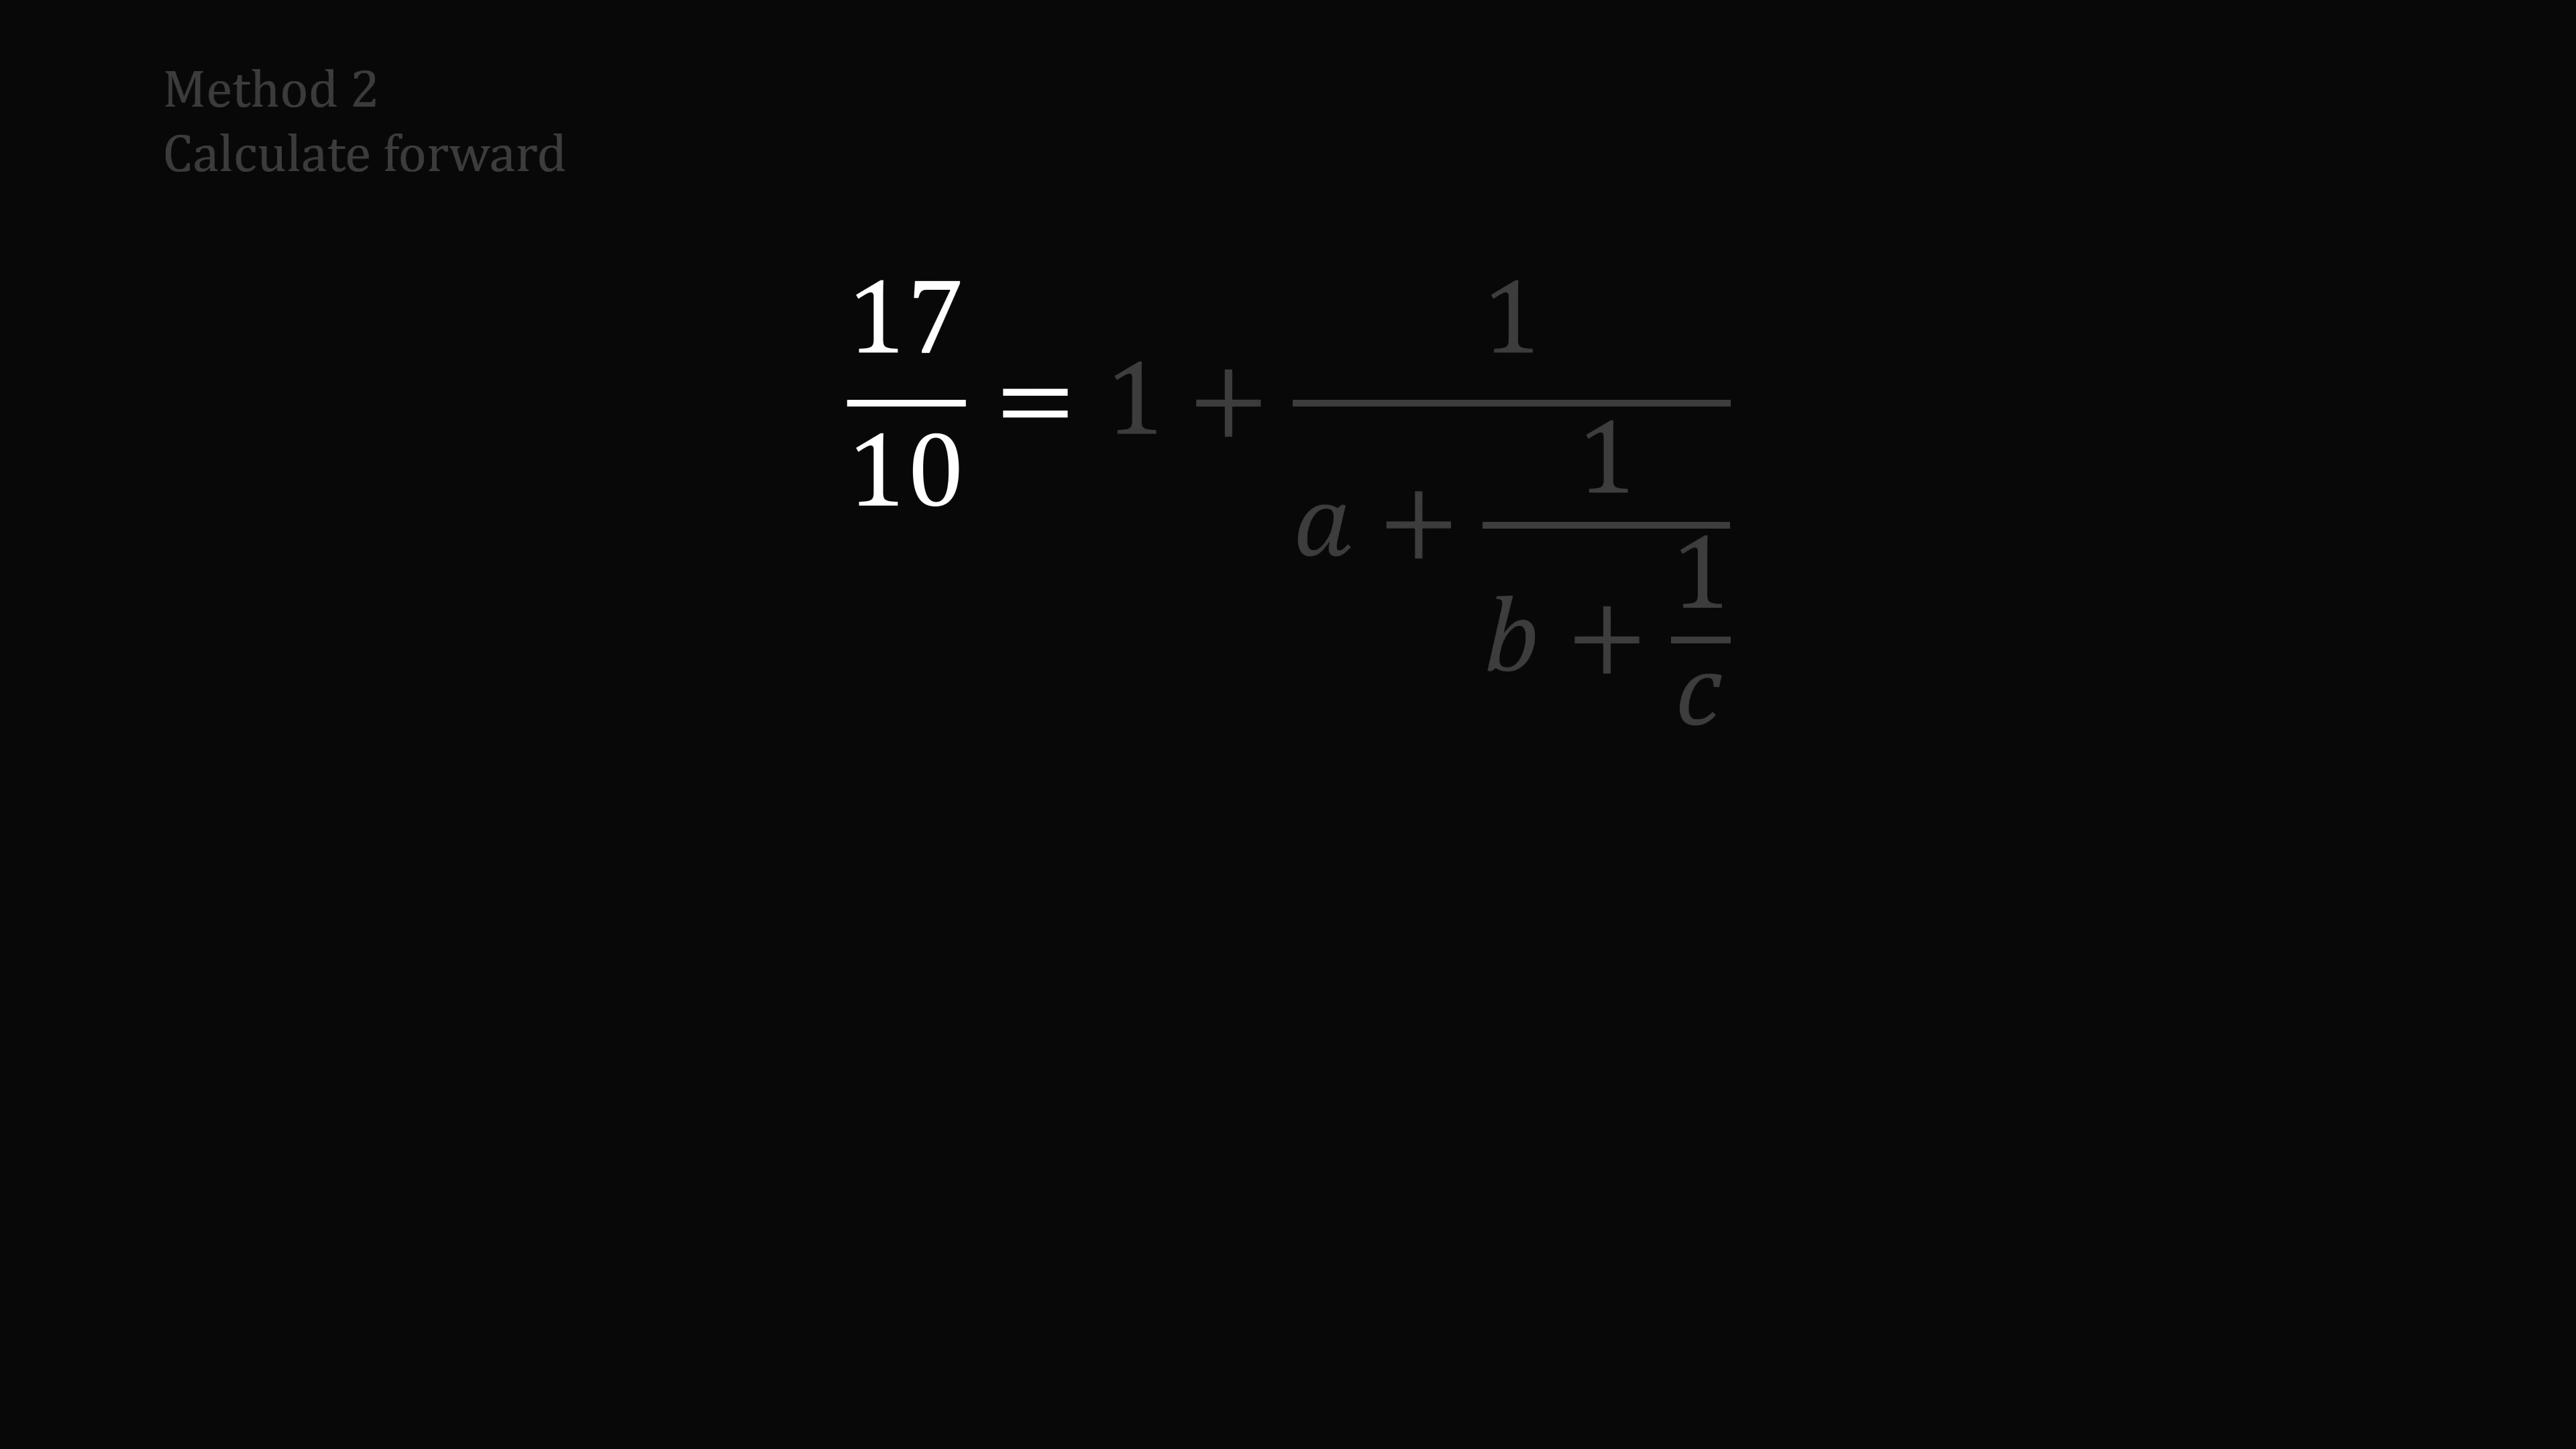 Method 2
Calculate forward
17/10 = 1 + 1/(a + 1/(b + 1/c))